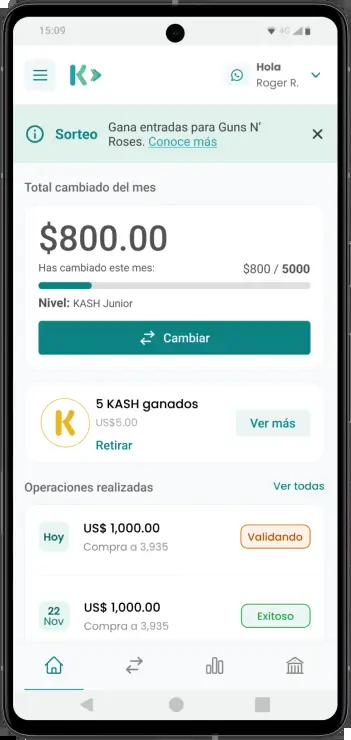 15:09
4G
K
Hola
Roger R.
Sorteo
Gana entradas para Guns N'
Roses. Conoce más
Total cambiado del mes
$800.00
Has cambiado este mes:
$800 / 5000
Nivel: KASH Junior
Cambiar
K
5 KASH ganados
US$5.00
Retirar
Ver más
Operaciones realizadas
Ver todas
Hoy
US$ 1,000.00
Compra a 3,935
Validando
22
Nov
US$ 1,000.00
Compra a 3,935
Exitoso